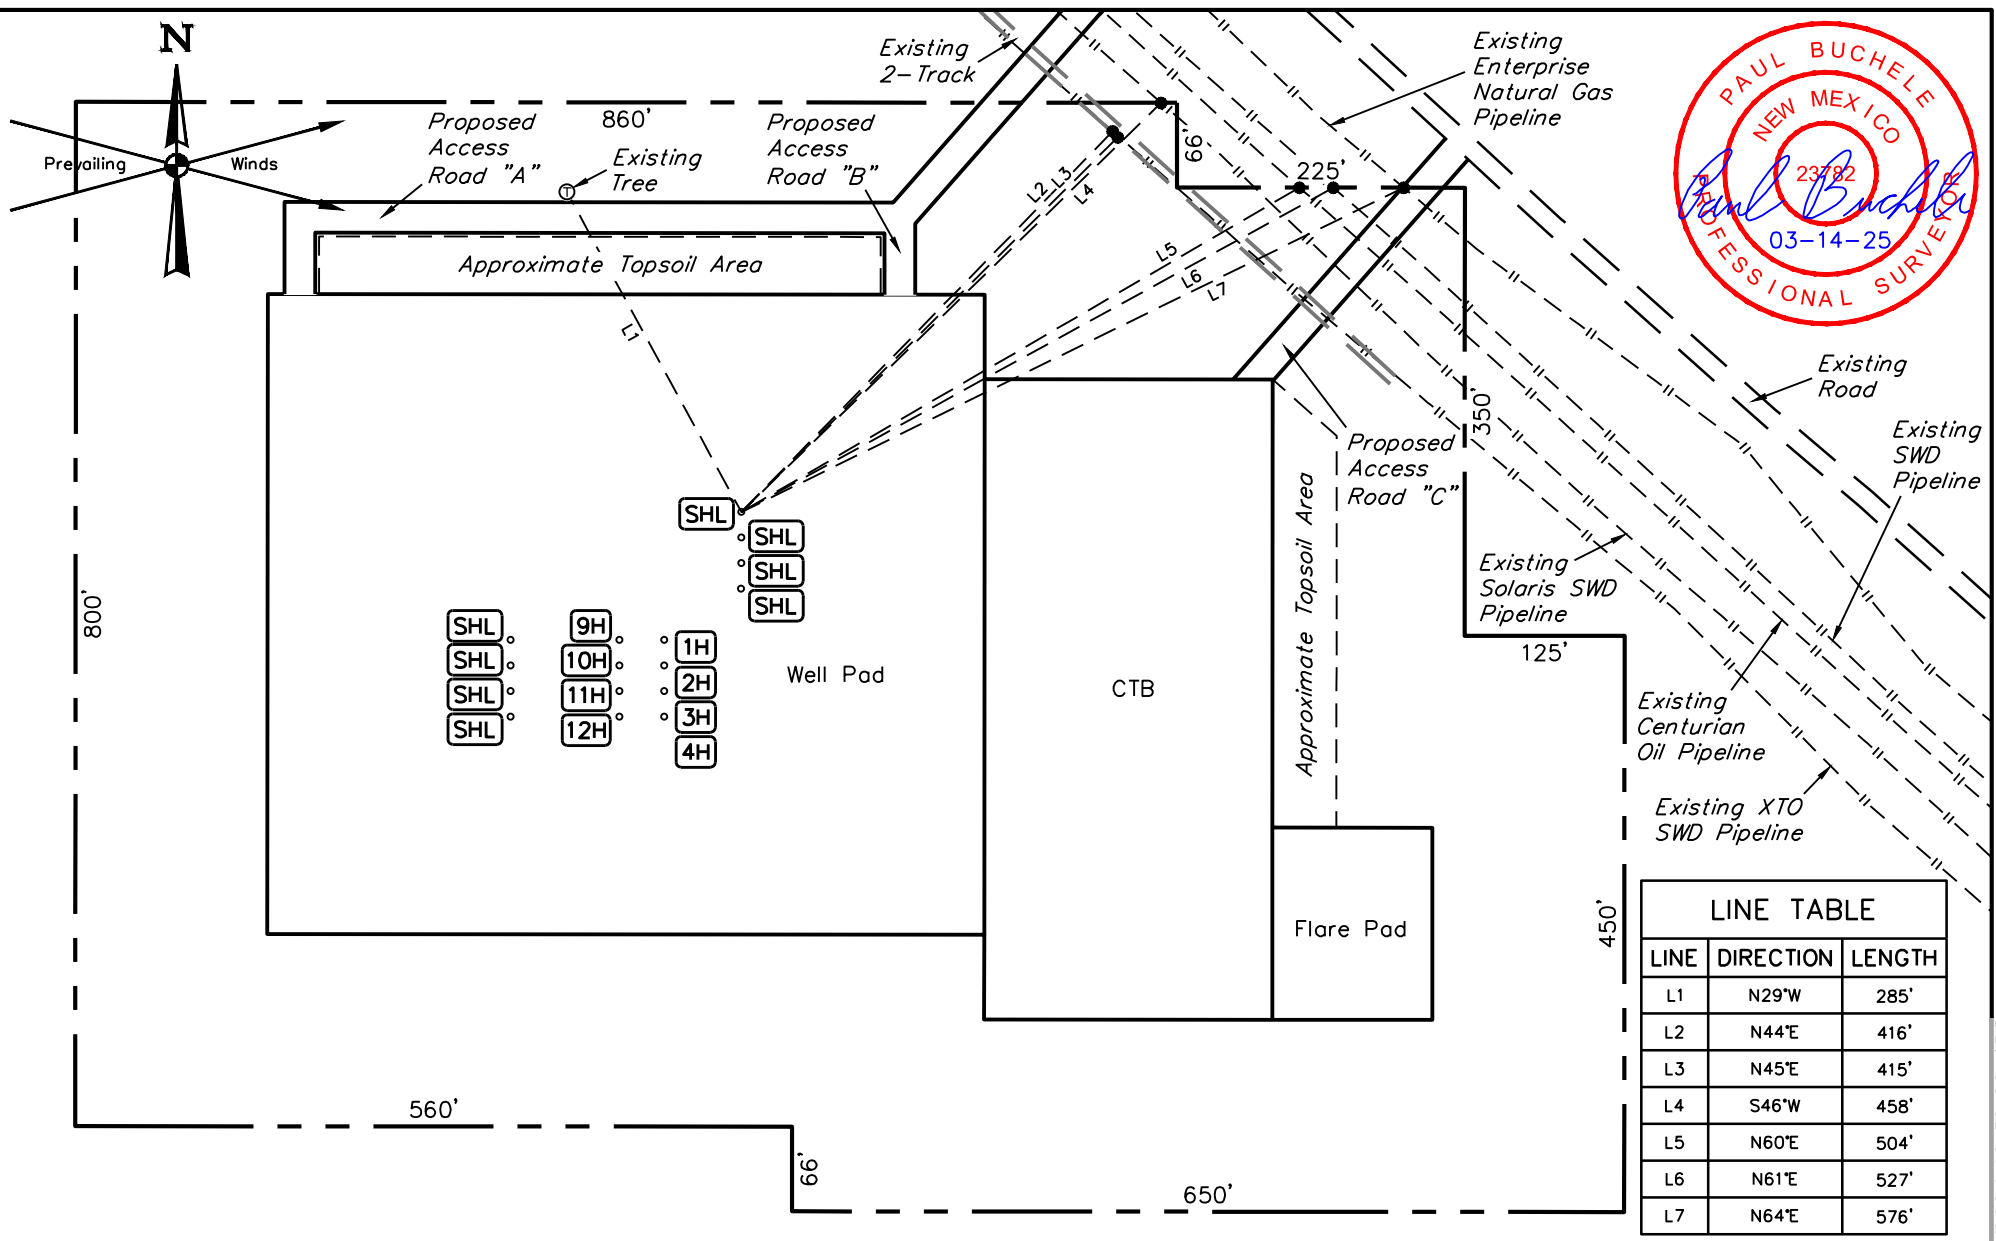 N
Prevailing
Winds
860'
Proposed
Access
Road "A"
Existing
Tree
T
Proposed
Access
Road "B"
Existing
2-Track
Existing
Enterprise
Natural Gas
Pipeline
PAUL BUCHELE
NEW MEXICO
23782
03-14-25
PROFESSIONAL SURVEYOR
Paul Buchele
66'
225'
L2
L3
L4
L5
L6
L7
L1
Approximate Topsoil Area
Existing
Road
350'
Existing
SWD
Pipeline
Proposed
Access
Road "C"
Approximate Topsoil Area
SHL
SHL
SHL
SHL
Existing
Solaris SWD
Pipeline
800'
SHL
SHL
SHL
SHL
9H
10H
11H
12H
1H
2H
3H
4H
Well Pad
CTB
125'
Existing
Centurian
Oil Pipeline
Existing XTO
SWD Pipeline
450'
Flare Pad
560'
66'
650'
LINE TABLE
LINE DIRECTION LENGTH
L1 N29°W 285'
L2 N44°E 416'
L3 N45°E 415'
L4 S46°W 458'
L5 N60°E 504'
L6 N61°E 527'
L7 N64°E 576'